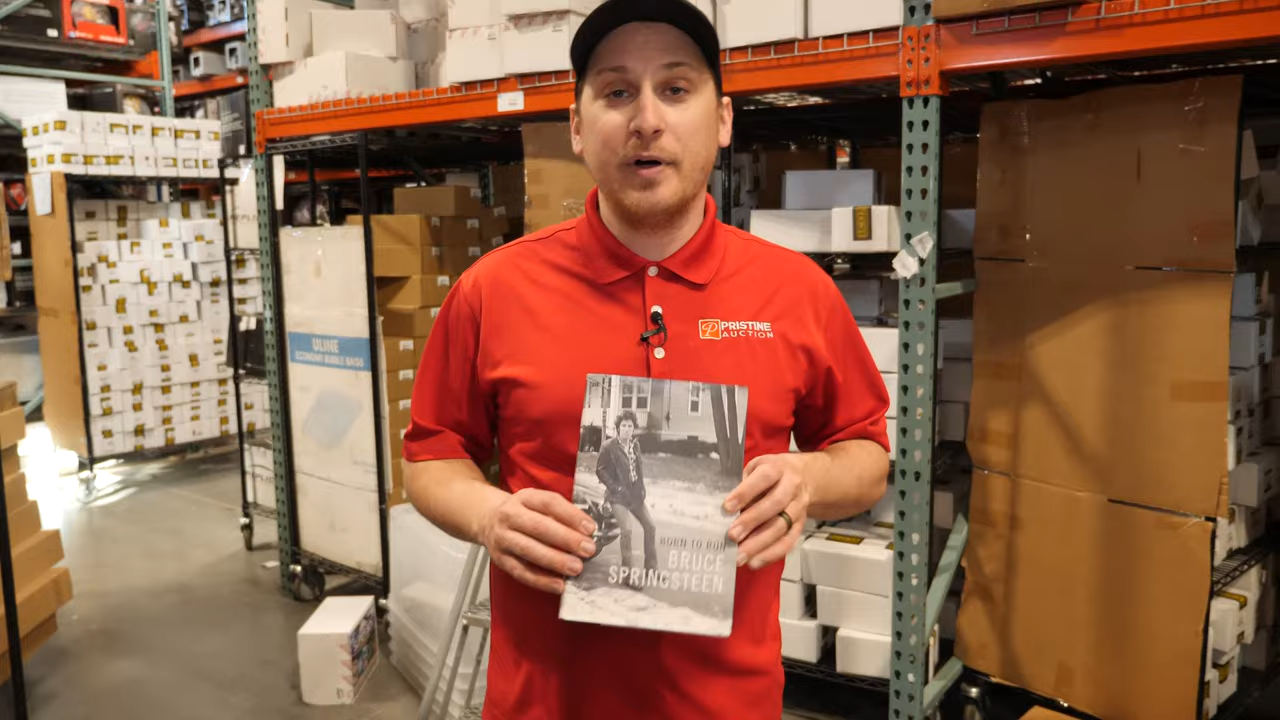 ULINE
ECONOMY BUBBLE BAGS
PRISTINE
AUCTION
BORN TO RUN
BRUCE
SPRINGSTEEN